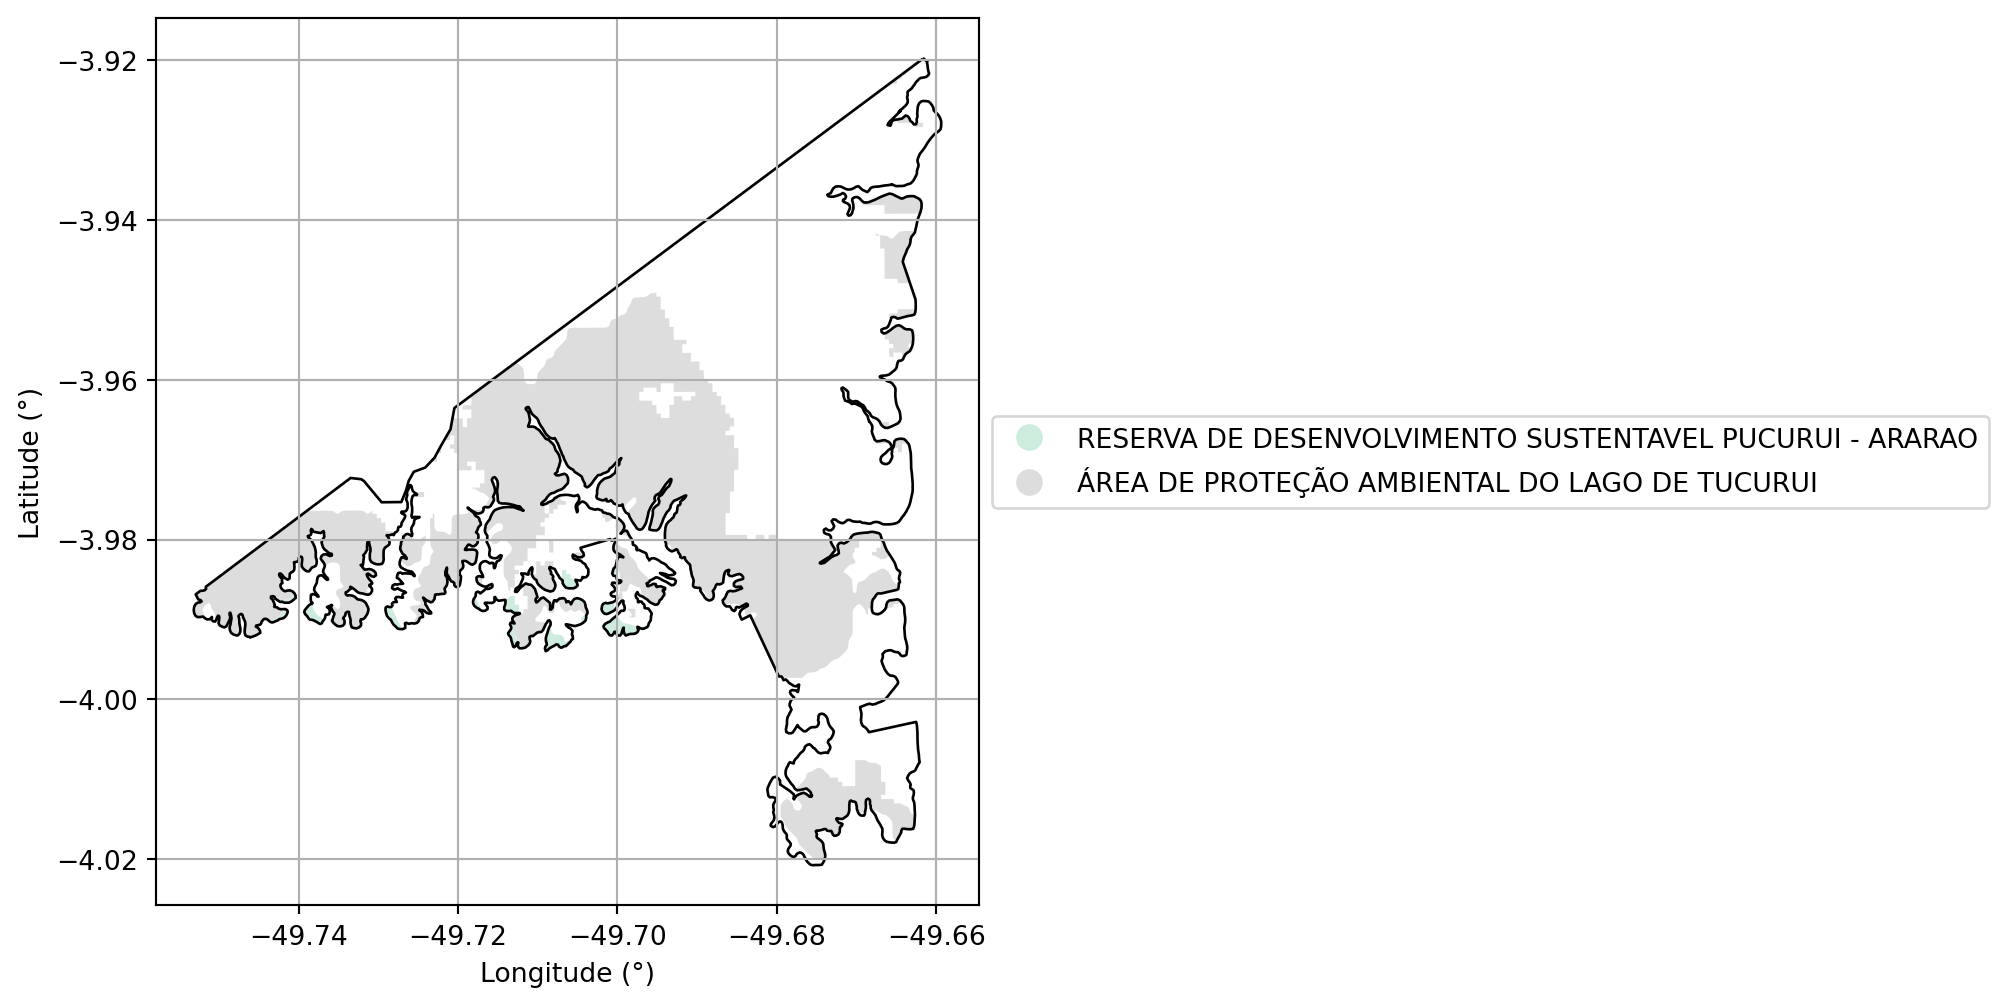 −3.92
−3.94
−3.96
−3.98
−4.00
−4.02
Latitude (°)
−49.74
−49.72
−49.70
−49.68
−49.66
Longitude (°)
RESERVA DE DESENVOLVIMENTO SUSTENTAVEL PUCURUI - ARARAO
ÁREA DE PROTEÇÃO AMBIENTAL DO LAGO DE TUCURUI